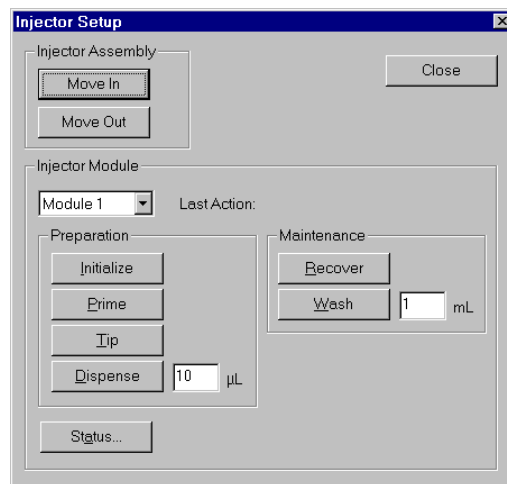 Injector Setup
Injector Assembly
Move In
Close
Move Out
Injector Module
Module 1
Last Action:
Preparation
Maintenance
Initialize
Recover
Prime
Wash 1 mL
Tip
Dispense 10 µL
Status...